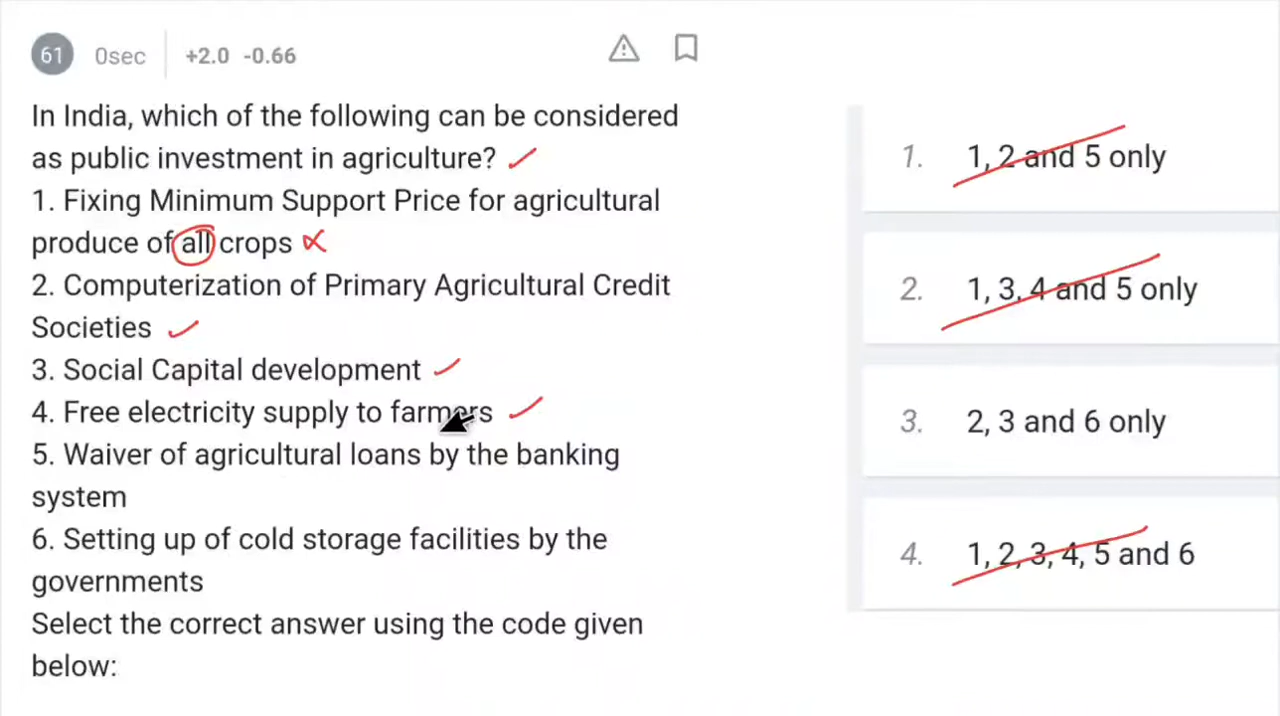 61 0sec +2.0 -0.66
In India, which of the following can be considered
as public investment in agriculture?
1. Fixing Minimum Support Price for agricultural
produce of all crops
2. Computerization of Primary Agricultural Credit
Societies
3. Social Capital development
4. Free electricity supply to farmers
5. Waiver of agricultural loans by the banking
system
6. Setting up of cold storage facilities by the
governments
Select the correct answer using the code given
below:
1. 1, 2 and 5 only
2. 1, 3, 4 and 5 only
3. 2, 3 and 6 only
4. 1, 2, 3, 4, 5 and 6